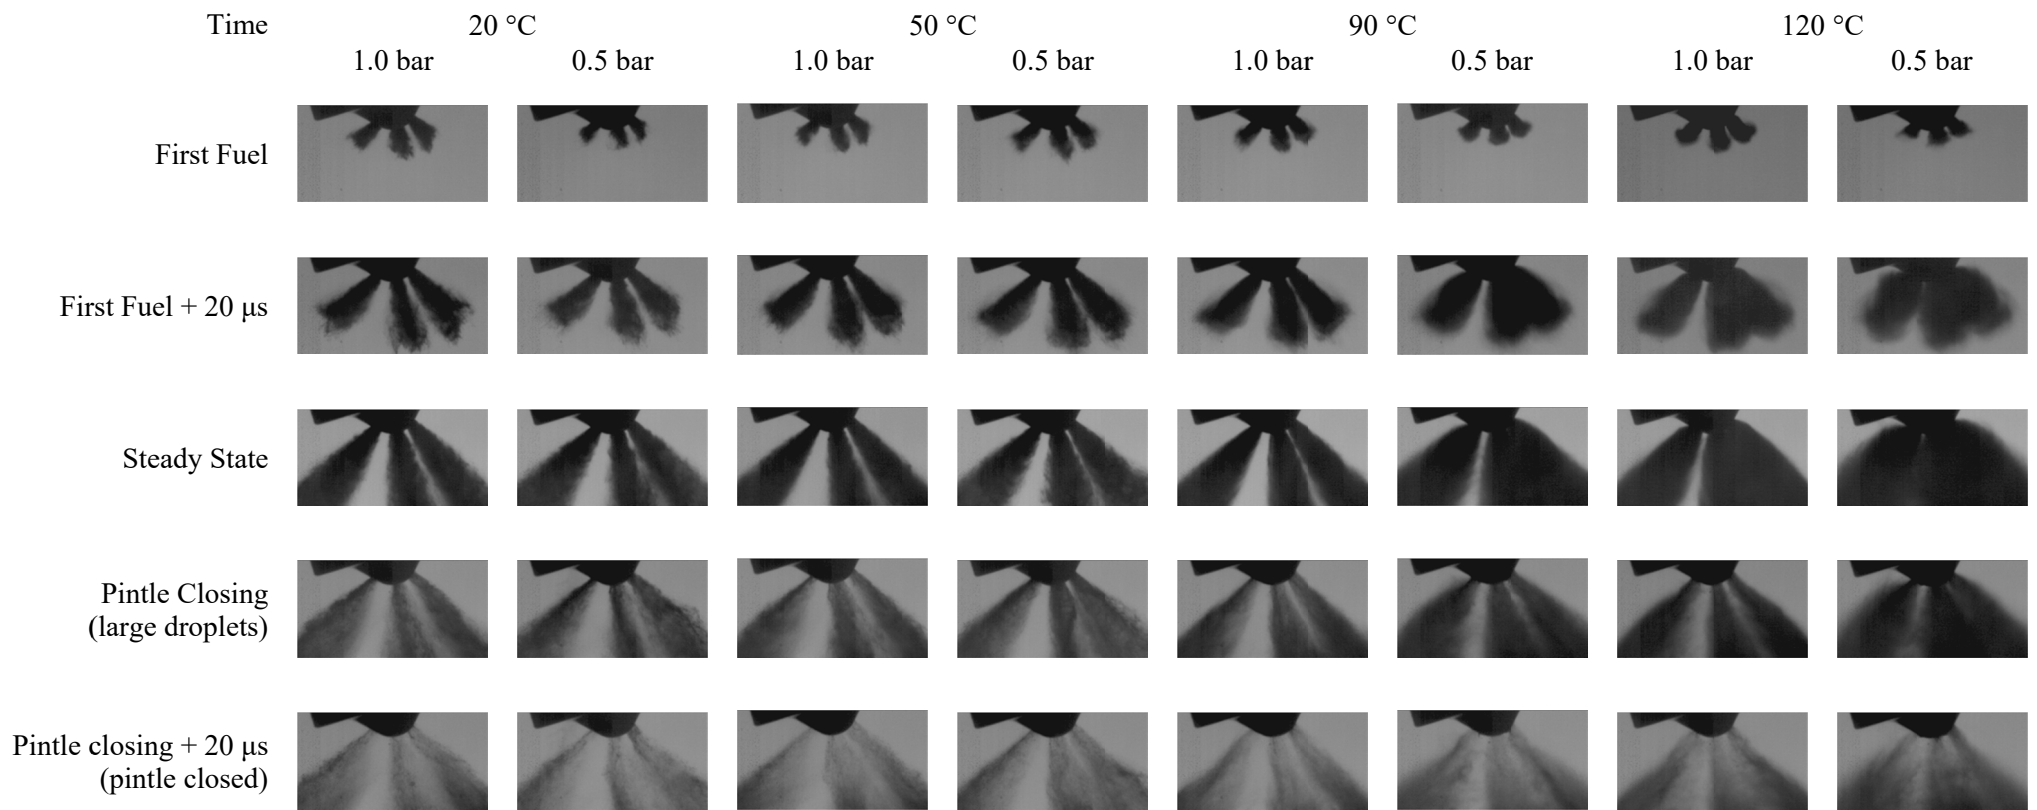 Time 20 °C 50 °C 90 °C 120 °C
1.0 bar 0.5 bar 1.0 bar 0.5 bar 1.0 bar 0.5 bar 1.0 bar 0.5 bar
First Fuel
First Fuel + 20 μs
Steady State
Pintle Closing
(large droplets)
Pintle closing + 20 μs
(pintle closed)